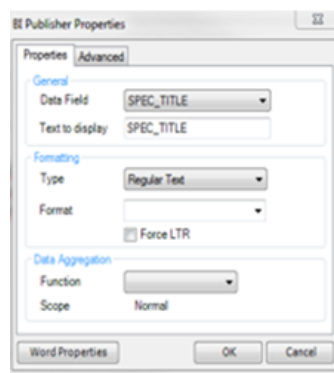 BI Publisher Properties
Properties Advanced
General
Data Field SPEC_TITLE
Text to display SPEC_TITLE
Formatting
Type Regular Text
Format
Force LTR
Data Aggregation
Function
Scope Normal
Word Properties OK Cancel